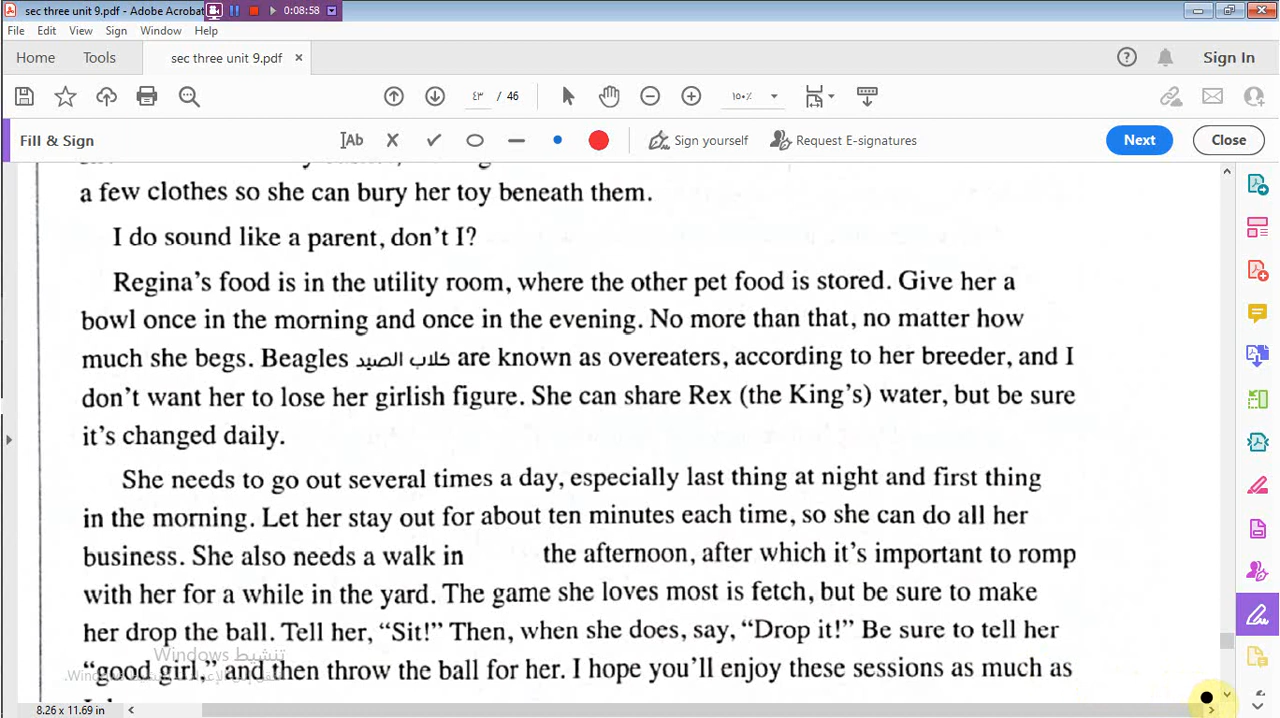 sec three unit 9.pdf - Adobe Acrobat
0:08:58
File Edit View Sign Window Help
Home Tools sec three unit 9.pdf × Sign In
٤٣ / 46 ١٥٠٪
Fill & Sign Ab Sign yourself Request E-signatures Next Close
a few clothes so she can bury her toy beneath them.
I do sound like a parent, don't I?
Regina's food is in the utility room, where the other pet food is stored. Give her a
bowl once in the morning and once in the evening. No more than that, no matter how
much she begs. Beagles كلاب الصيد are known as overeaters, according to her breeder, and I
don't want her to lose her girlish figure. She can share Rex (the King's) water, but be sure
it's changed daily.
She needs to go out several times a day, especially last thing at night and first thing
in the morning. Let her stay out for about ten minutes each time, so she can do all her
business. She also needs a walk in the afternoon, after which it's important to romp
with her for a while in the yard. The game she loves most is fetch, but be sure to make
her drop the ball. Tell her, "Sit!" Then, when she does, say, "Drop it!" Be sure to tell her
تنشيط Windows
"good girl," and then throw the ball for her. I hope you'll enjoy these sessions as much as
8.26 x 11.69 in